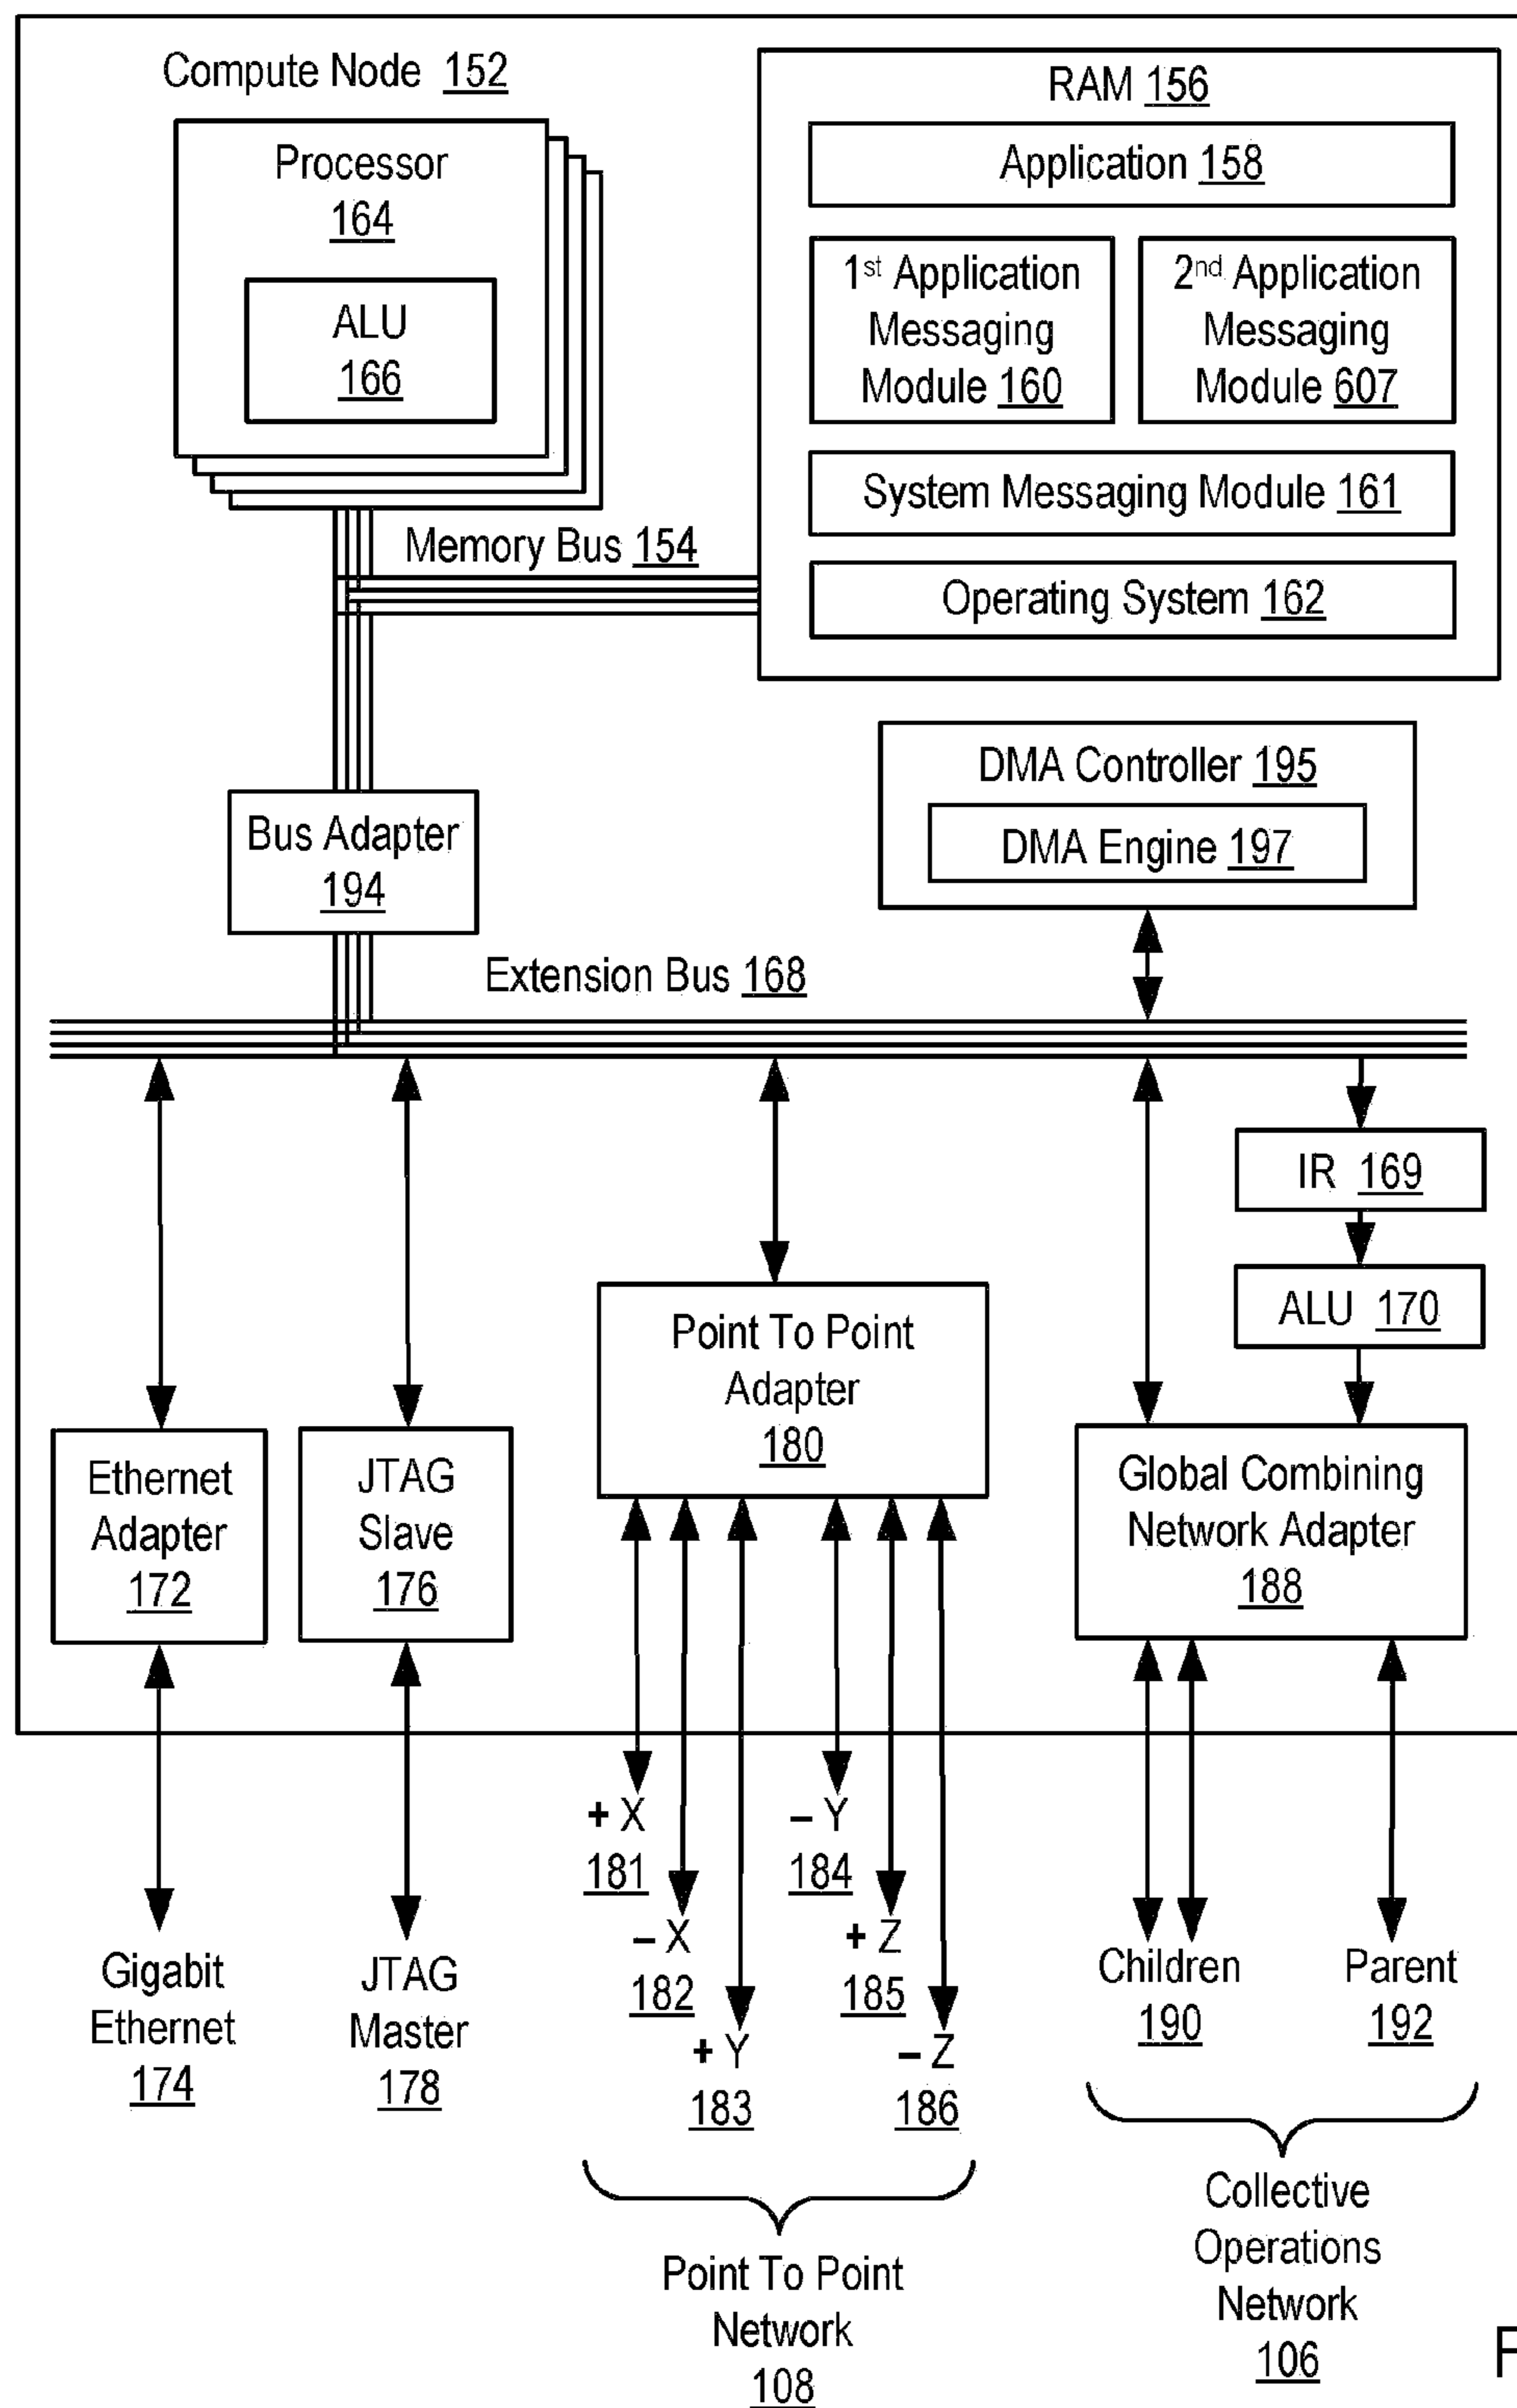 Compute Node 152
Processor
164
ALU
166
RAM 156
Application 158
1st Application
Messaging
Module 160
2nd Application
Messaging
Module 607
System Messaging Module 161
Operating System 162
Memory Bus 154
DMA Controller 195
DMA Engine 197
Bus Adapter
194
Extension Bus 168
IR 169
ALU 170
Point To Point
Adapter
180
Ethernet
Adapter
172
JTAG
Slave
176
Global Combining
Network Adapter
188
+ X
181
– X
182
+ Y
183
– Y
184
+ Z
185
– Z
186
Gigabit
Ethernet
174
JTAG
Master
178
Children
190
Parent
192
Point To Point
Network
108
Collective
Operations
Network
106
F